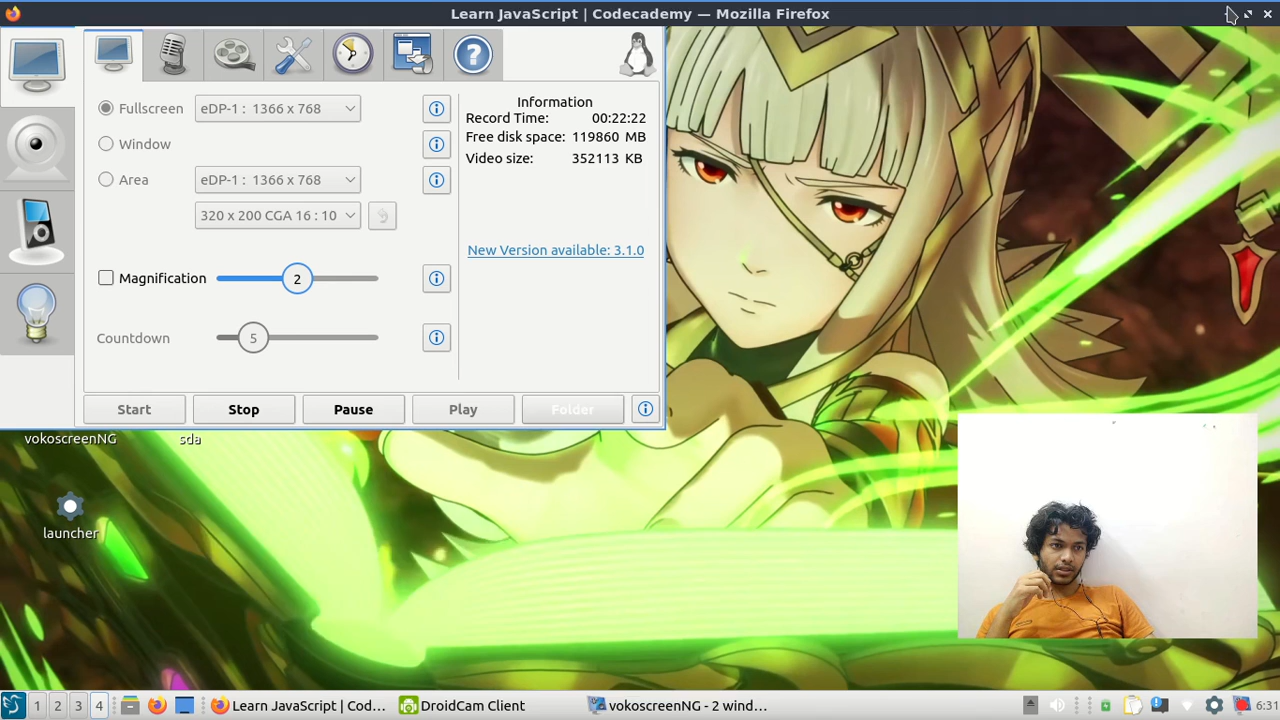 Learn JavaScript | Codecademy — Mozilla Firefox
Fullscreen
eDP-1 : 1366 x 768
Window
Area
eDP-1 : 1366 x 768
320 x 200 CGA 16 : 10
Magnification
2
Countdown
5
Information
Record Time: 00:22:22
Free disk space: 119860 MB
Video size: 352113 KB
New Version available: 3.1.0
Start
Stop
Pause
Play
Folder
vokoscreenNG
sda
launcher
1
2
3
4
Learn JavaScript | Cod...
DroidCam Client
vokoscreenNG - 2 wind...
6:31